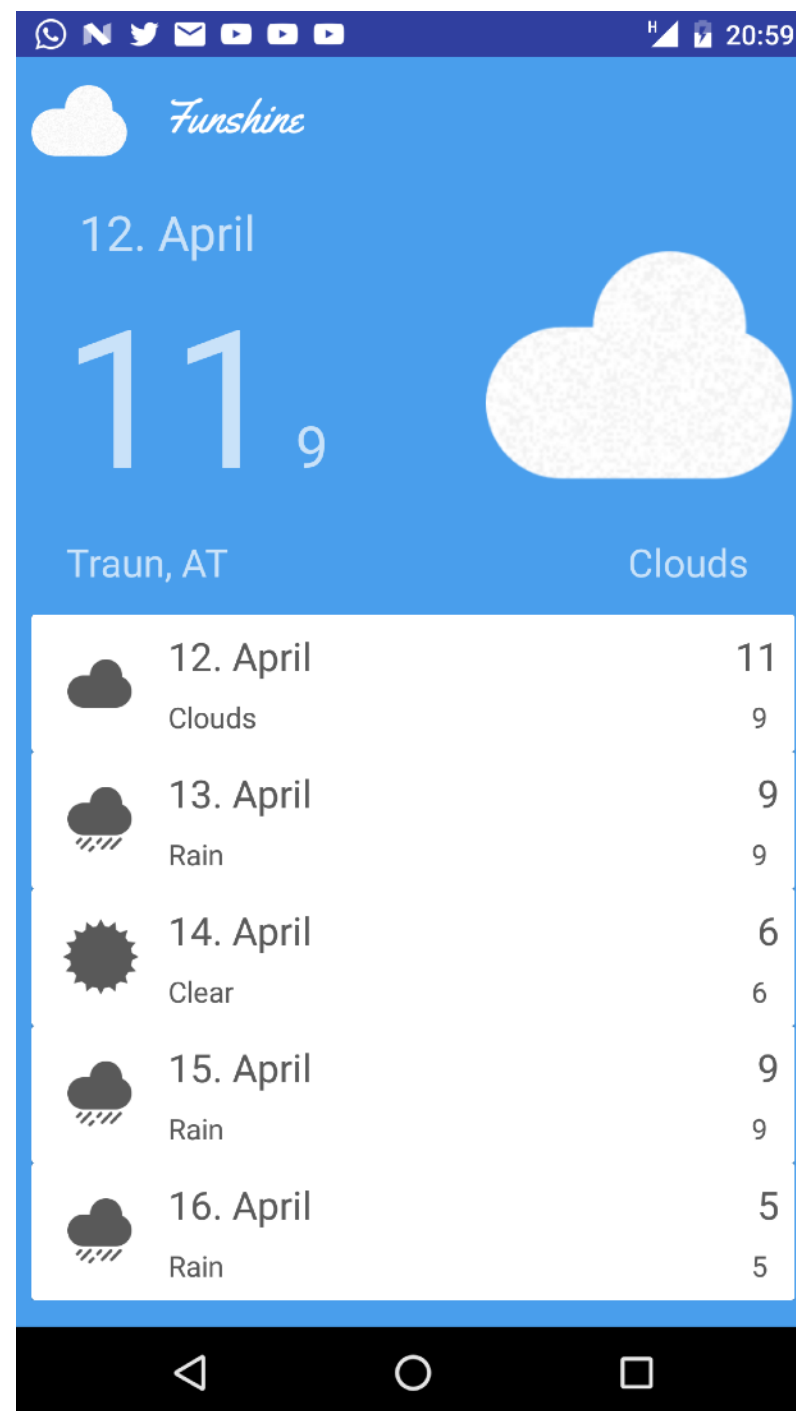 H 20:59
Funshine
12. April
11 9
Traun, AT Clouds
12. April 11
Clouds 9
13. April 9
Rain 9
14. April 6
Clear 6
15. April 9
Rain 9
16. April 5
Rain 5